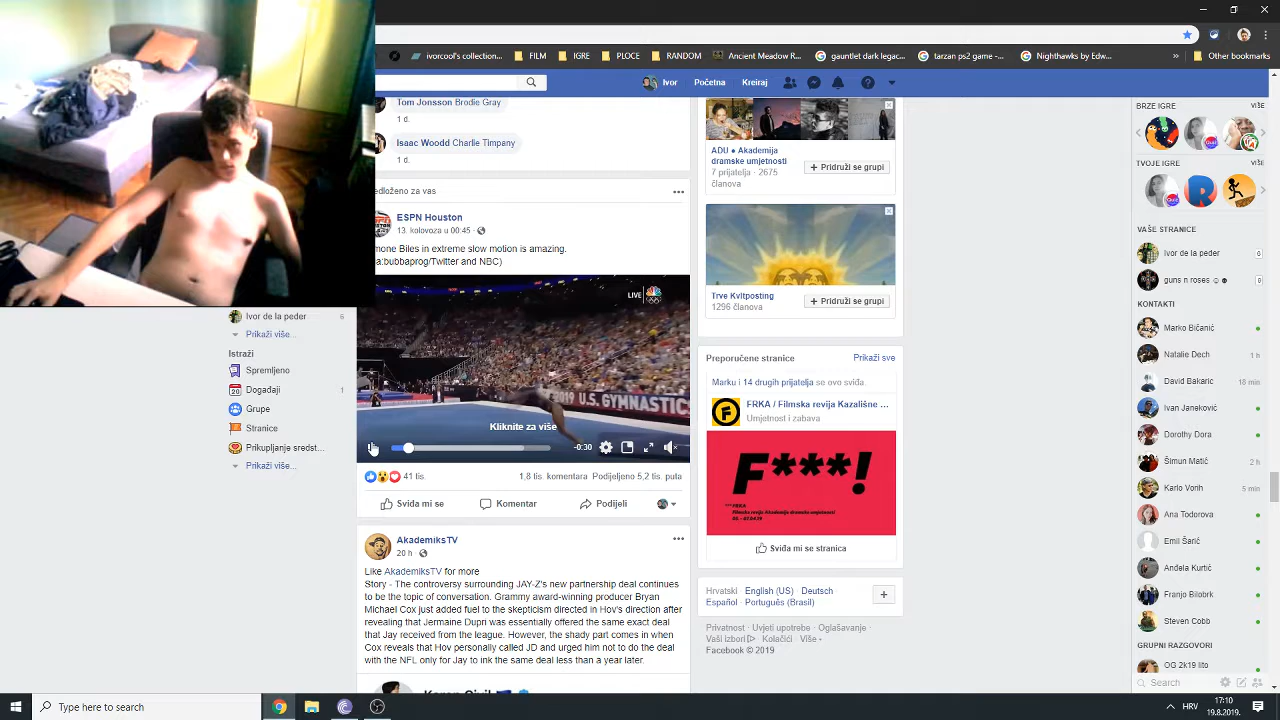 ivorcool's collection...
FILM
IGRE
PLOCE
RANDOM
Ancient Meadow R...
gauntlet dark legac...
tarzan ps2 game -...
Nighthawks by Edw...
»
Ivor
Početna
Kreiraj
Tom Jonsson Brodie Gray
1 d.
Isaac Woodd Charlie Timpany
1 d.
edloženo za vas
ESPN Houston
13. kolovoza u 00:45
mone Biles in extreme slow motion is amazing.
a:bubbaprog/Twitter and NBC)
LIVE
2019 U.S. GYMNASTIC
Kliknite za više
-0:30
41 tis.
1,8 tis. komentara Podijeljeno 5,2 tis. puta
Sviđa mi se
Komentar
Podijeli
AkademiksTV
20 h
Like AkademiksTV for more
Story - The controversy surrounding JAY-Z's new partnership deal continues
to be the topic of conversation. Grammy award-winning producer Bryan
Michael Cox just added fuel to the skepticism directed in Hov's direction after
revealing that Jermaine Dupri was essentially offered the same exact deal
that Jay received from the league. However, the shady part comes in when
Cox reveals that Hov called JD and urged him not to do the deal
with the NFL only for Jay to ink the same deal less than a year later.
Ivor de la peder
6
Prikaži više...
Istraži
Spremljeno
Događaji
1
Grupe
Stranice
Prikupljanje sredst...
Prikaži više...
ADU ● Akademija
dramske umjetnosti
7 prijatelja · 2675
članova
Pridruži se grupi
Trve Kvitposting
1296 članova
Pridruži se grupi
Preporučene stranice
Prikaži sve
Marku i 14 drugih prijatelja se ovo sviđa.
FRKA / Filmska revija Kazališne ...
Umjetnost i zabava
F***!
Sviđa mi se stranica
Hrvatski · English (US) · Deutsch ·
Español · Português (Brasil)
Privatnost · Uvjeti upotrebe · Oglašavanje ·
Vaši izbori · Kolačići · Više
Facebook © 2019
BRZE IGRE
VIŠE
TVOJE IGRE
VIŠE
VAŠE STRANICE
Ivor de la peder
0
guns n roses
0
KONTAKTI
Marko Bičanić
Natalie Dech
1 h
David Bakarić
18 min
Ivan Janeković
Dorothy Dora
Šimun Matić
2 h
Karlo Vorih
5 min
Ana Todorova
Emil Šarić
Anđela Kurtić
Franjo Bilobrk
Steven Cobb
GRUPNI RAZGOVORI
OG 2k19 lito
Search
Type here to search
HRV
17:10
19.8.2019.